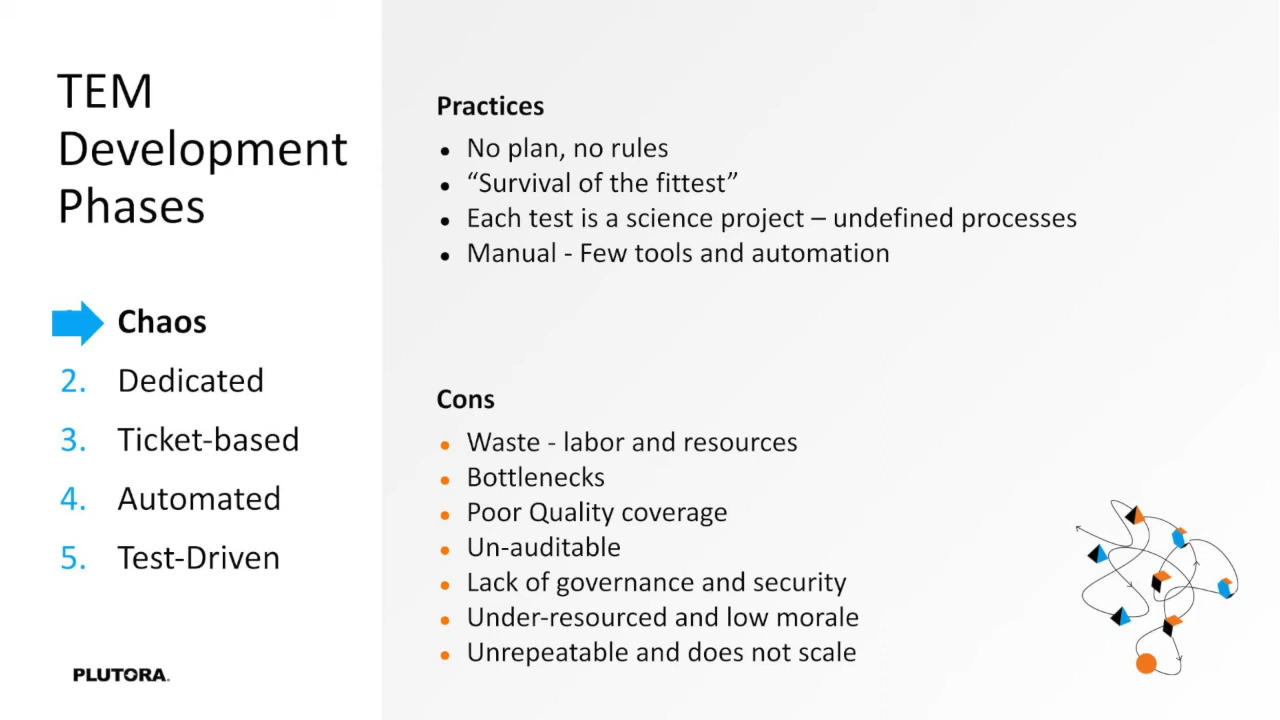 TEM
Development
Phases
Chaos
2. Dedicated
3. Ticket-based
4. Automated
5. Test-Driven
PLUTORA.
Practices
• No plan, no rules
• “Survival of the fittest”
• Each test is a science project – undefined processes
• Manual - Few tools and automation
Cons
• Waste - labor and resources
• Bottlenecks
• Poor Quality coverage
• Un-auditable
• Lack of governance and security
• Under-resourced and low morale
• Unrepeatable and does not scale